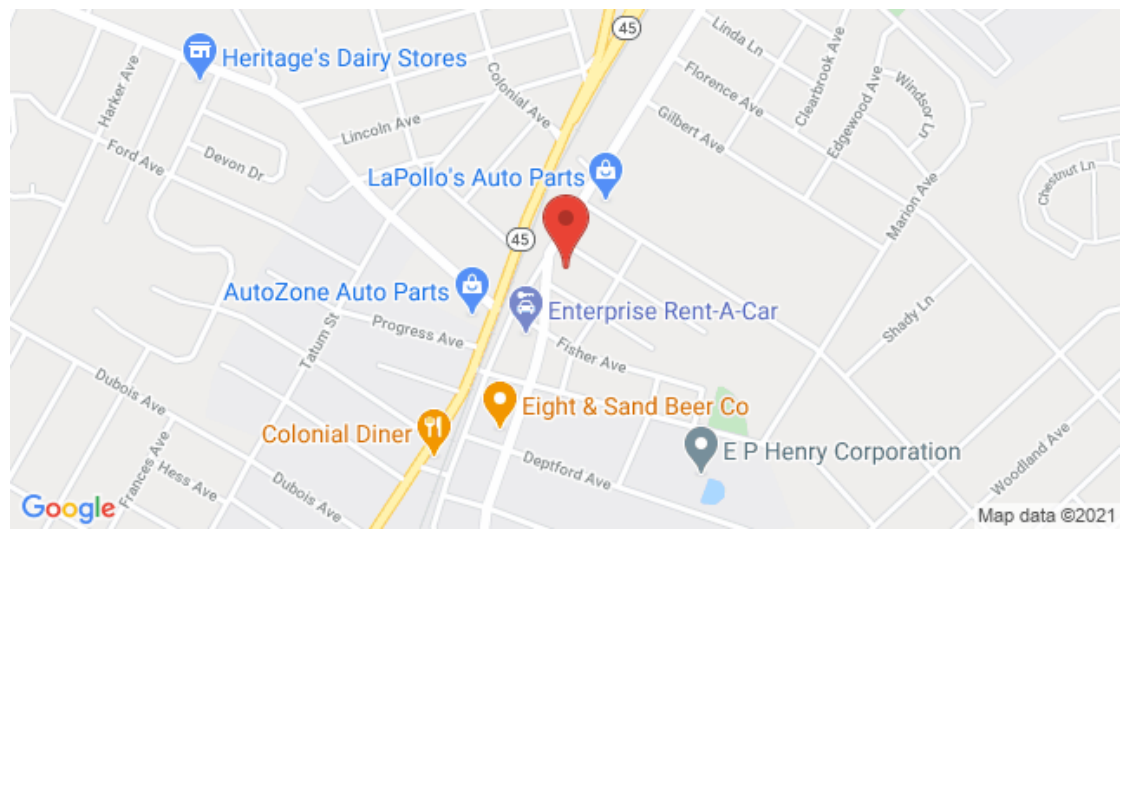 45
Linda Ln
Heritage's Dairy Stores
Harker Ave
Colonial Ave
Florence Ave
Clearbrook Ave
Edgewood Ave
Windsor Ln
Lincoln Ave
Gilbert Ave
Ford Ave
Devon Dr
LaPollo's Auto Parts
Chestnut Ln
Marion Ave
45
AutoZone Auto Parts
Enterprise Rent-A-Car
Shady Ln
Progress Ave
Tatum St
Fisher Ave
Dubois Ave
Eight & Sand Beer Co
Colonial Diner
E P Henry Corporation
Frances Ave
Hess Ave
Dubois Ave
Deptford Ave
Woodland Ave
Google
Map data ©2021